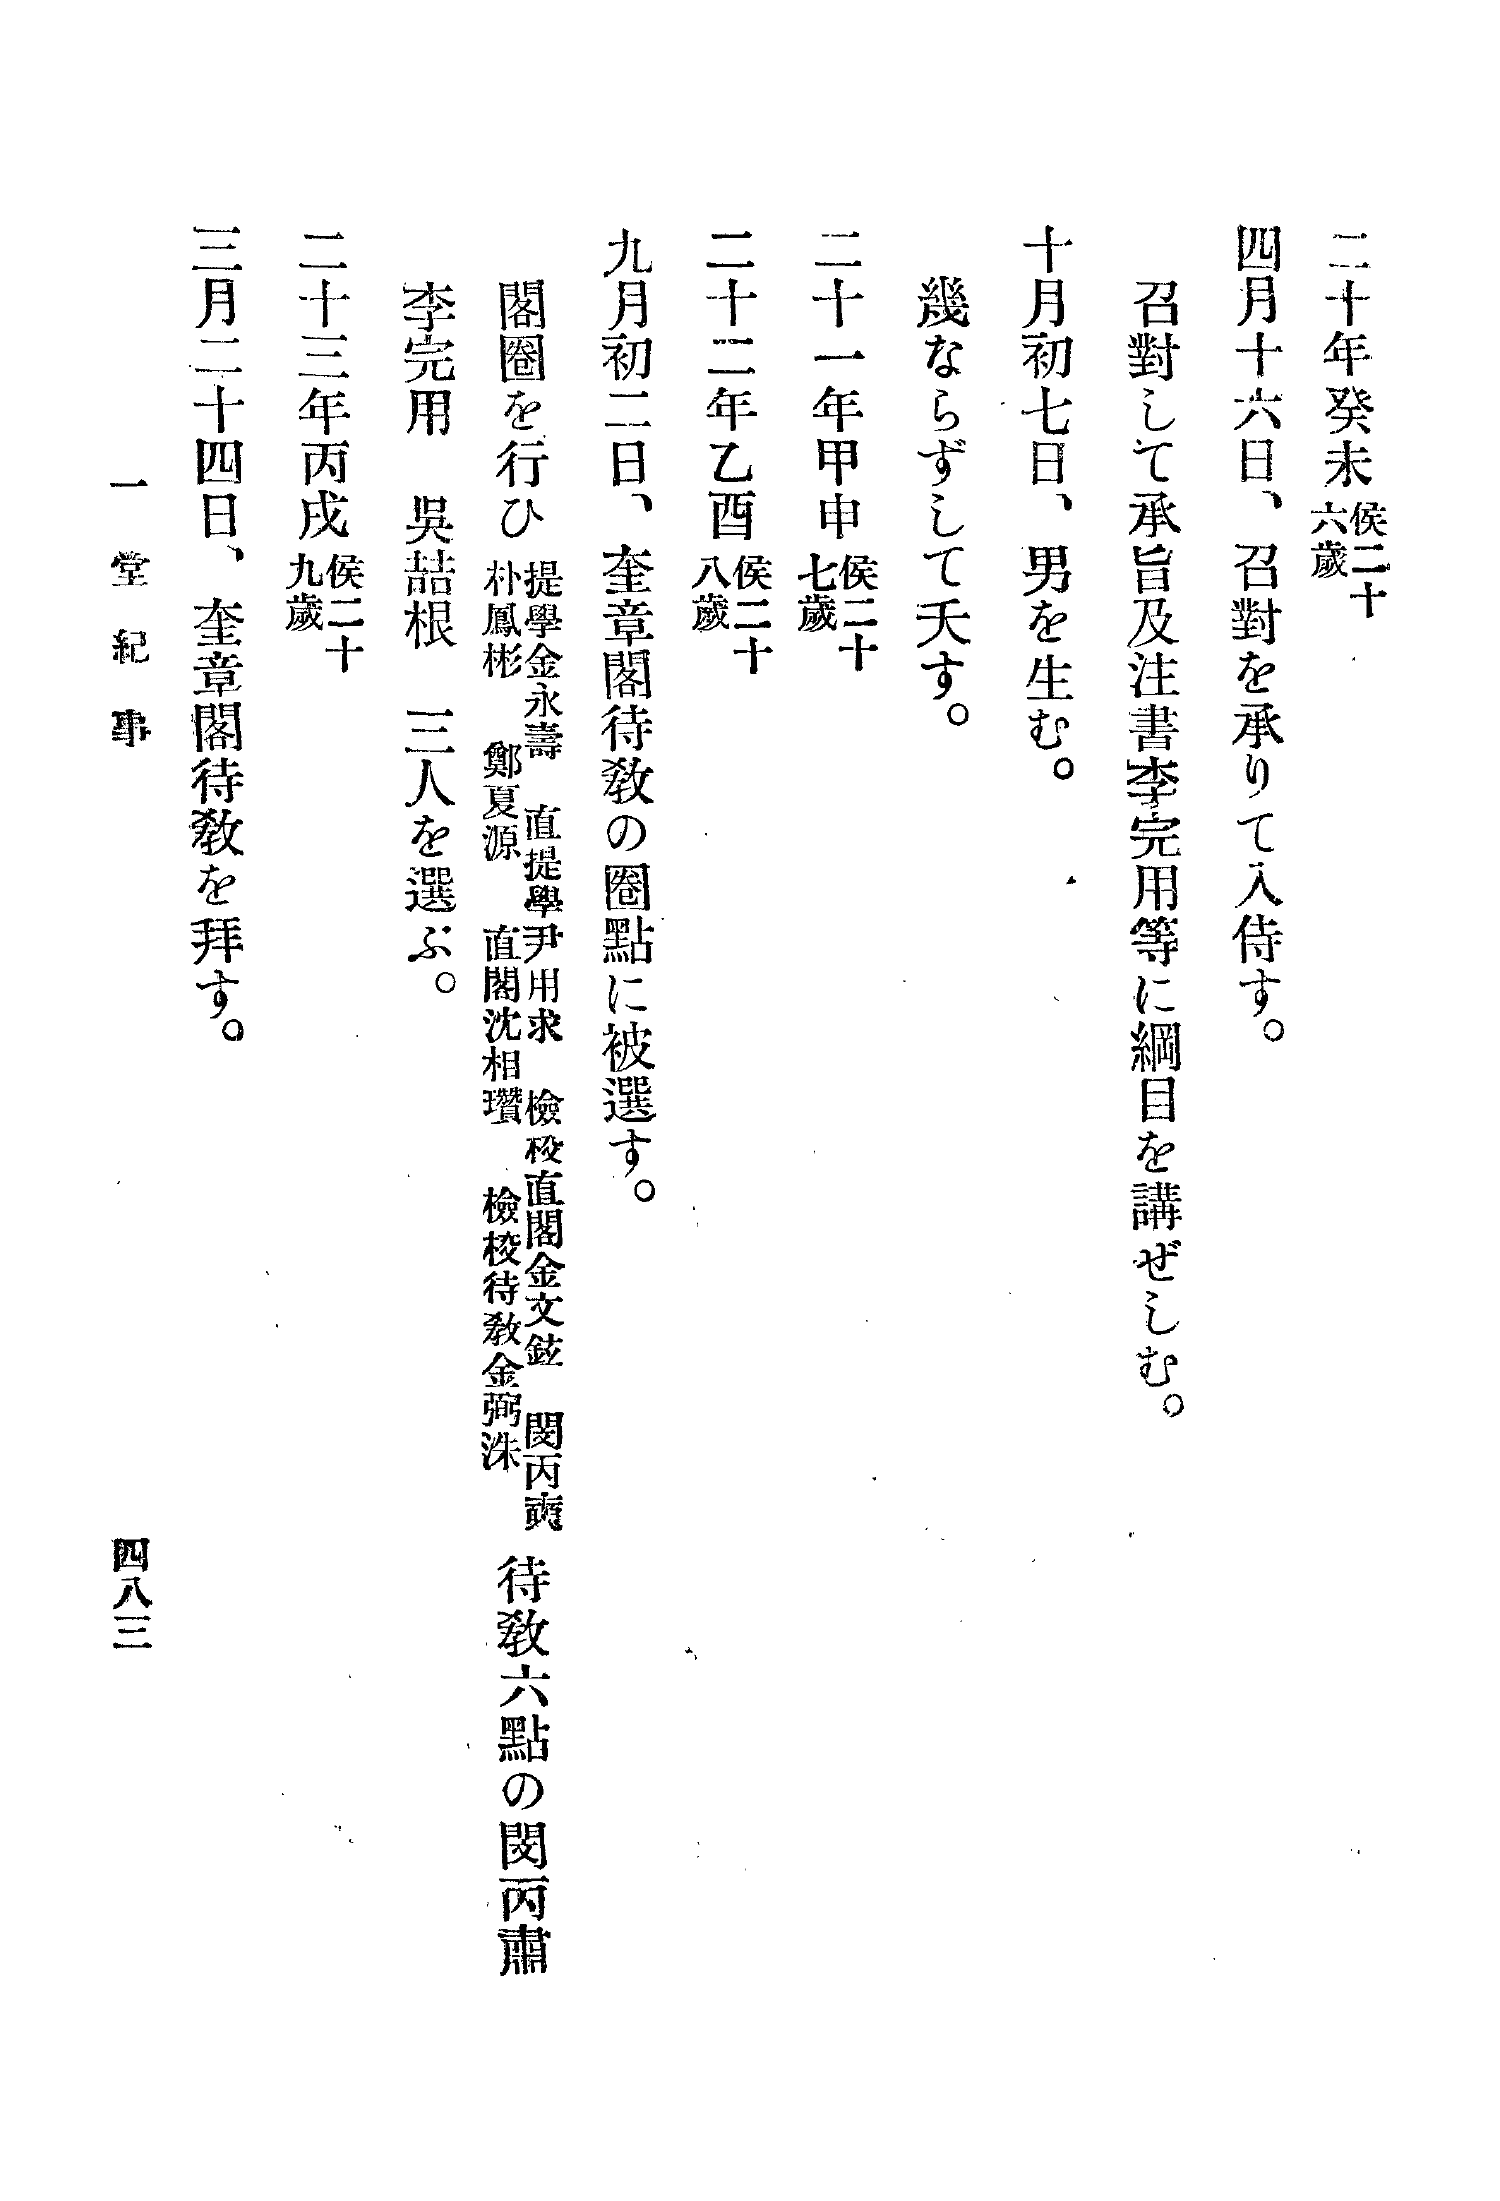 二十年癸未侯二十六歲
四月十六日、召對を承りて入侍す。
召對して承旨及注書李完用等に綱目を講ぜしむ。
十月初七日、男を生む。
幾ならずして夭す。
二十一年甲申侯二十七歲
二十二年乙酉侯二十八歲
九月初二日、奎章閣待敎の圈點に被選す。
閣圈を行ひ提學金永壽　直提學尹用求　檢校直閣金文鉉　閔丙奭朴鳳彬　鄭夏源　直閣沈相瓚　檢校待敎金弼洙待敎六點の閔丙肅
李完用　吳喆根　三人を選ぶ。
二十三年丙戌侯二十九歲
三月二十四日、奎章閣待敎を拜す。
一堂紀事
四八三